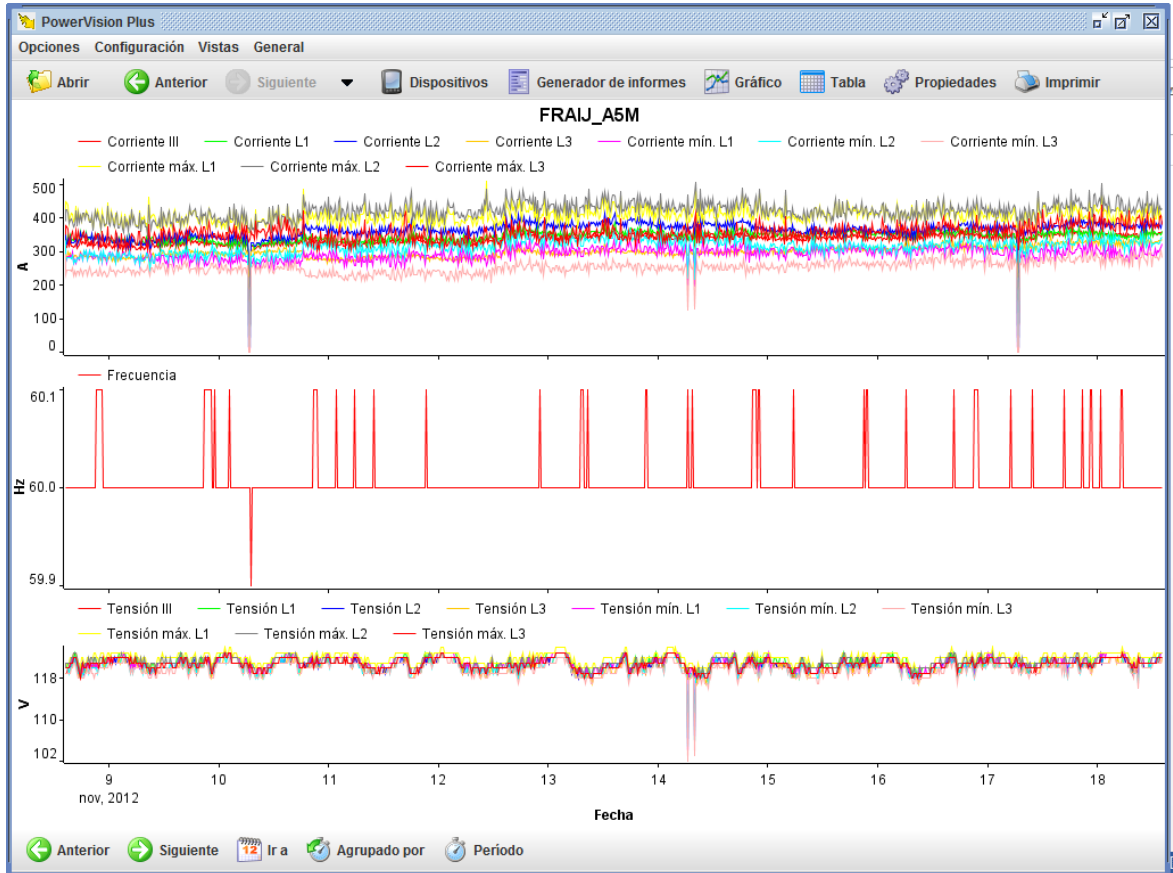 PowerVision Plus
Opciones Configuración Vistas General
Abrir Anterior Siguiente Dispositivos Generador de informes Gráfico Tabla Propiedades Imprimir
FRAIJ_A5M
Corriente III Corriente L1 Corriente L2 Corriente L3 Corriente mín. L1 Corriente mín. L2 Corriente mín. L3
Corriente máx. L1 Corriente máx. L2 Corriente máx. L3
500
400
300
A
200
100
0
Frecuencia
60.1
Hz 60.0
59.9
Tensión III Tensión L1 Tensión L2 Tensión L3 Tensión mín. L1 Tensión mín. L2 Tensión mín. L3
Tensión máx. L1 Tensión máx. L2 Tensión máx. L3
118
V
110
102
9 10 11 12 13 14 15 16 17 18
nov, 2012
Fecha
Anterior Siguiente 12 Ir a Agrupado por Período